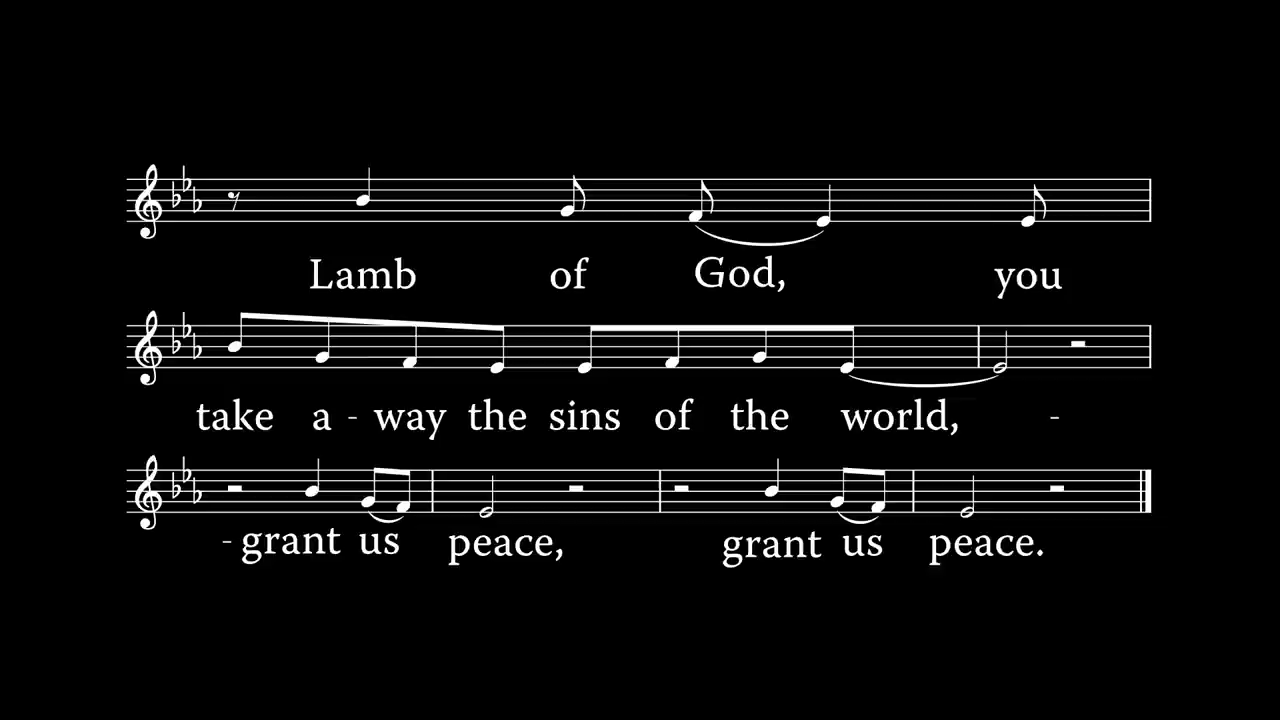 Lamb of God, you
take a - way the sins of the world, -
- grant us peace, grant us peace.